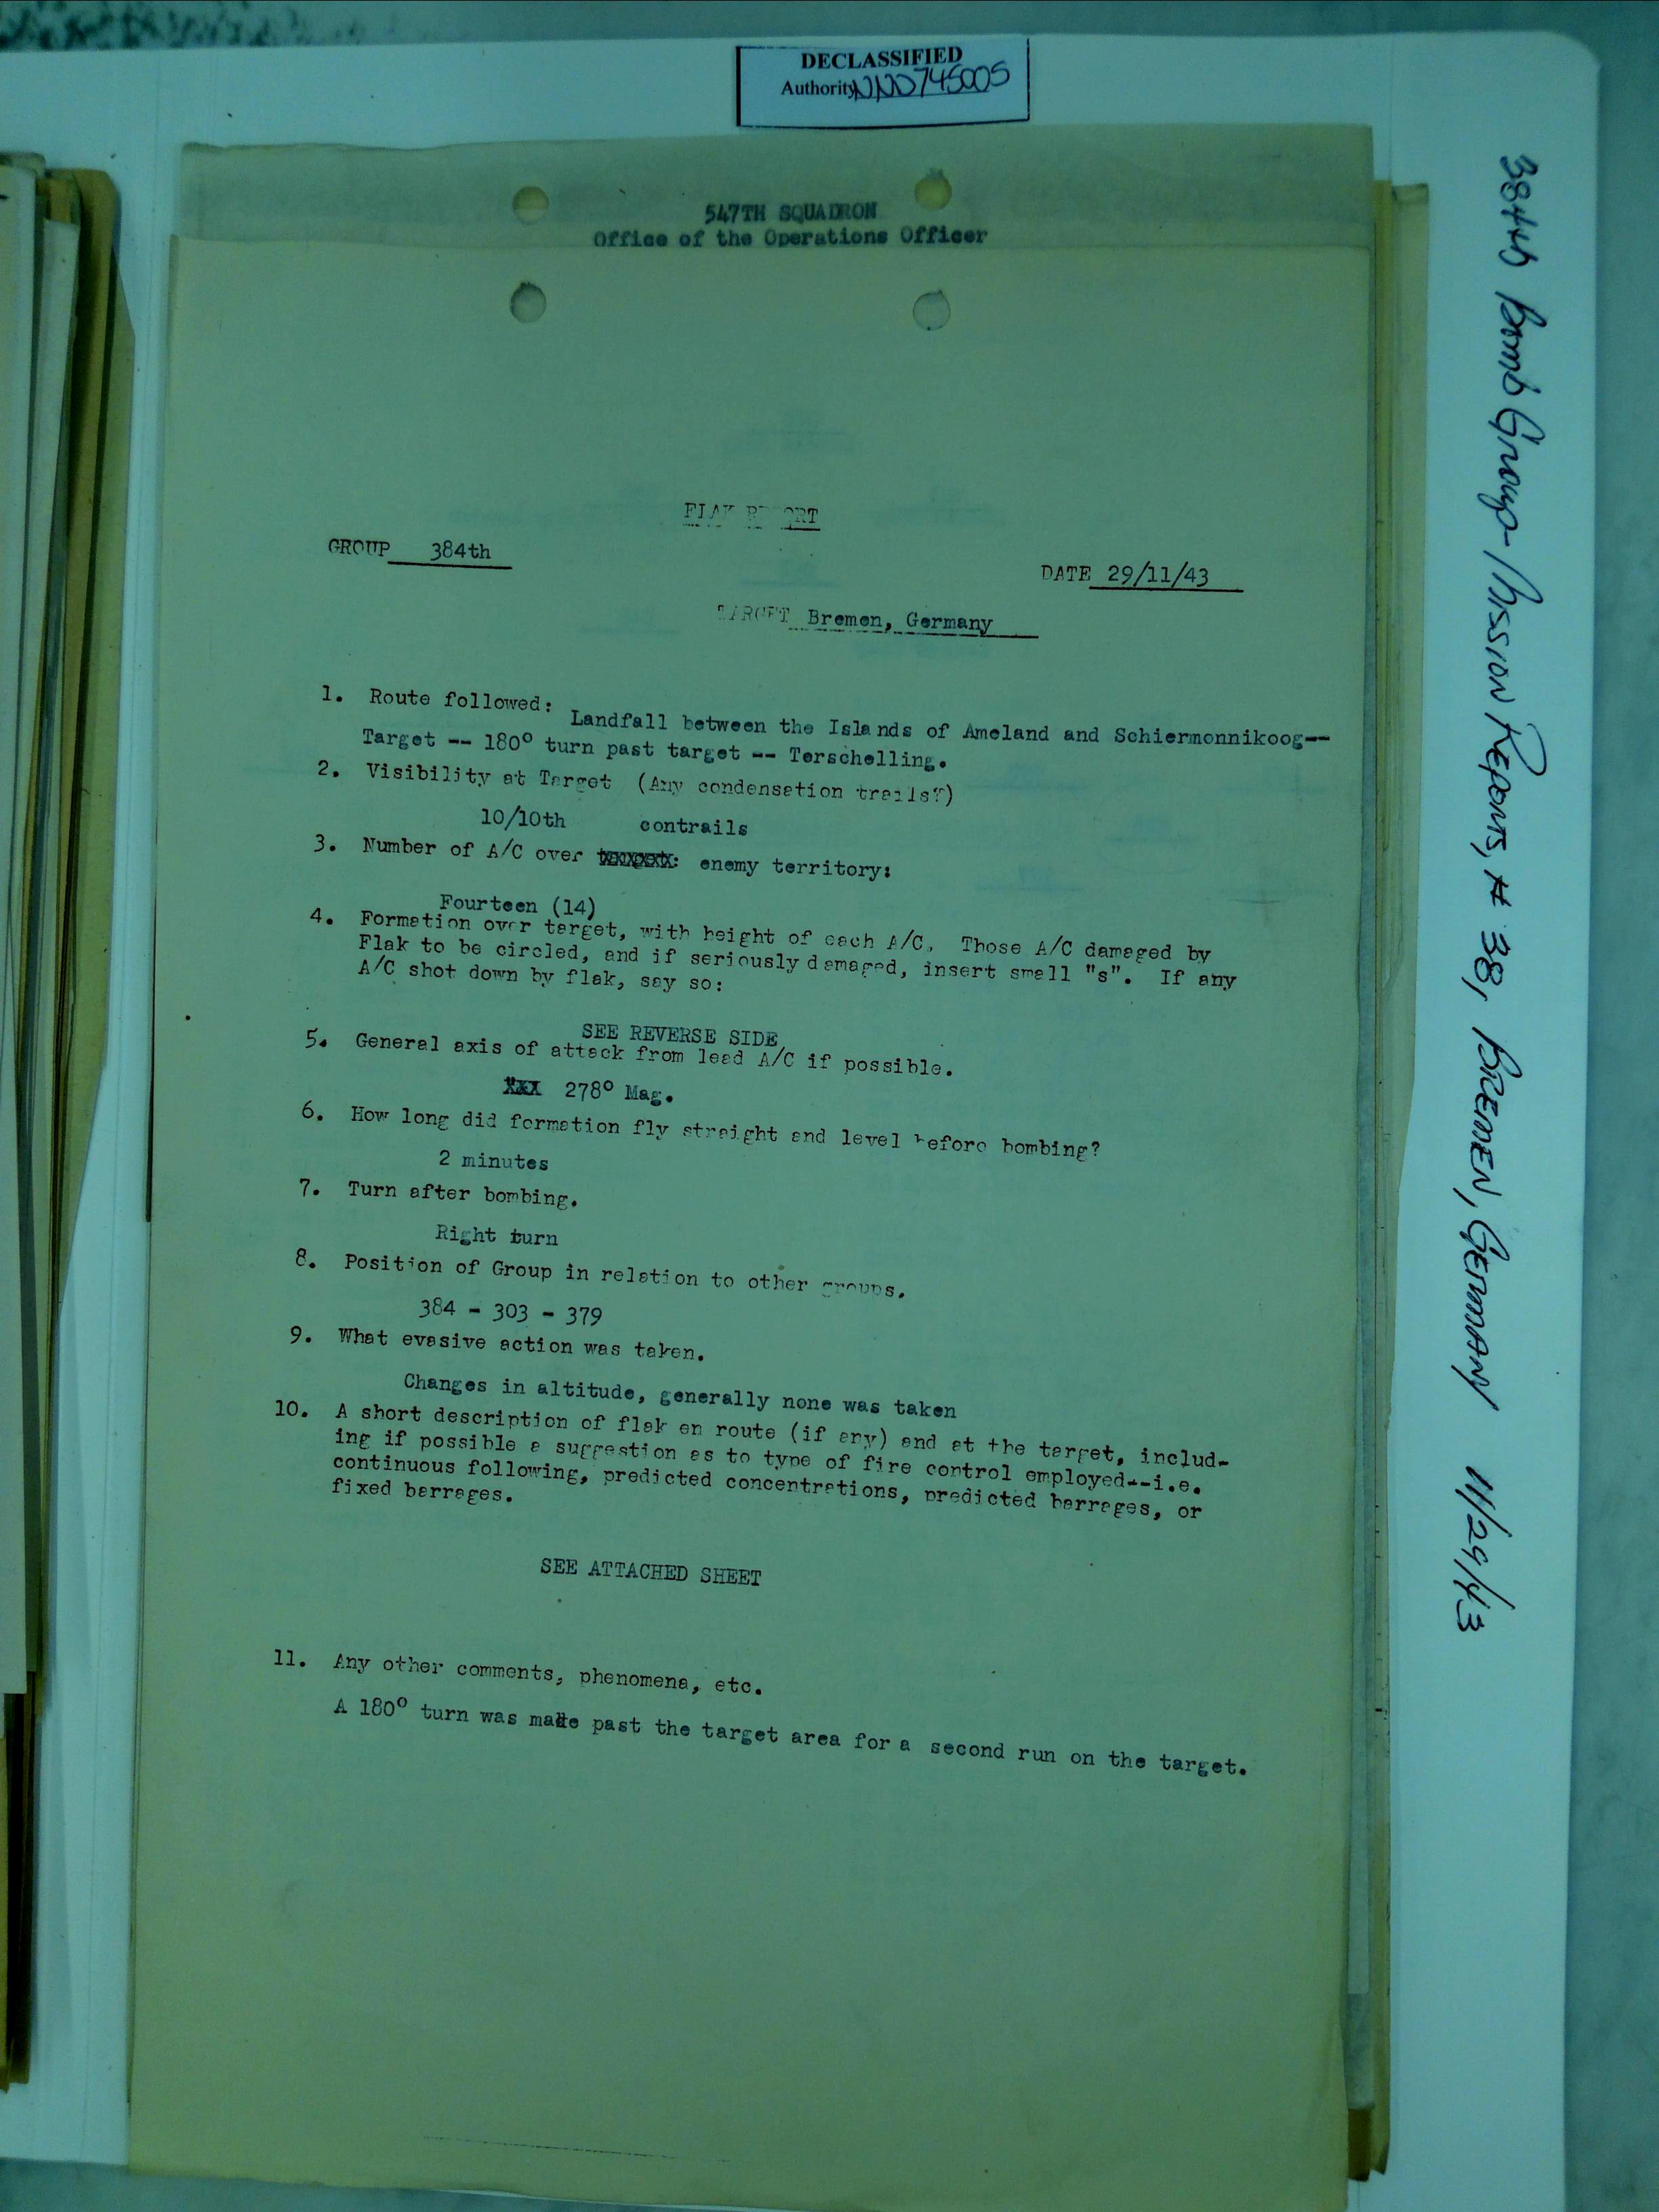 DECLASSIFIED
Authority NND745005
547TH SQUADRON
Office of the Operations Officer
FLAK REPORT
GROUP 384th
DATE 29/11/43
TARGET Bremen, Germany
1. Route followed: Landfall between the Islands of Ameland and Schiermonnikoog--
Target -- 180° turn past target -- Terschelling.
2. Visibility at Target (Any condensation trails?)
10/10th contrails
3. Number of A/C over enemy territory:
Fourteen (14)
4. Formation over target, with height of each A/C. Those A/C damaged by
Flak to be circled, and if seriously damaged, insert small "s". If any
A/C shot down by flak, say so:
SEE REVERSE SIDE
5. General axis of attack from lead A/C if possible.
278° Mag.
6. How long did formation fly straight and level before bombing?
2 minutes
7. Turn after bombing.
Right turn
8. Position of Group in relation to other groups.
384 - 303 - 379
9. What evasive action was taken.
Changes in altitude, generally none was taken
10. A short description of flak en route (if any) and at the target, includ-
ing if possible a suggestion as to type of fire control employed--i.e.
continuous following, predicted concentrations, predicted barrages, or
fixed barrages.
SEE ATTACHED SHEET
11. Any other comments, phenomena, etc.
A 180° turn was made past the target area for a second run on the target.
384th Bomb Group - Mission Reports, # 38, BREMEN, GERMANY 11/29/43